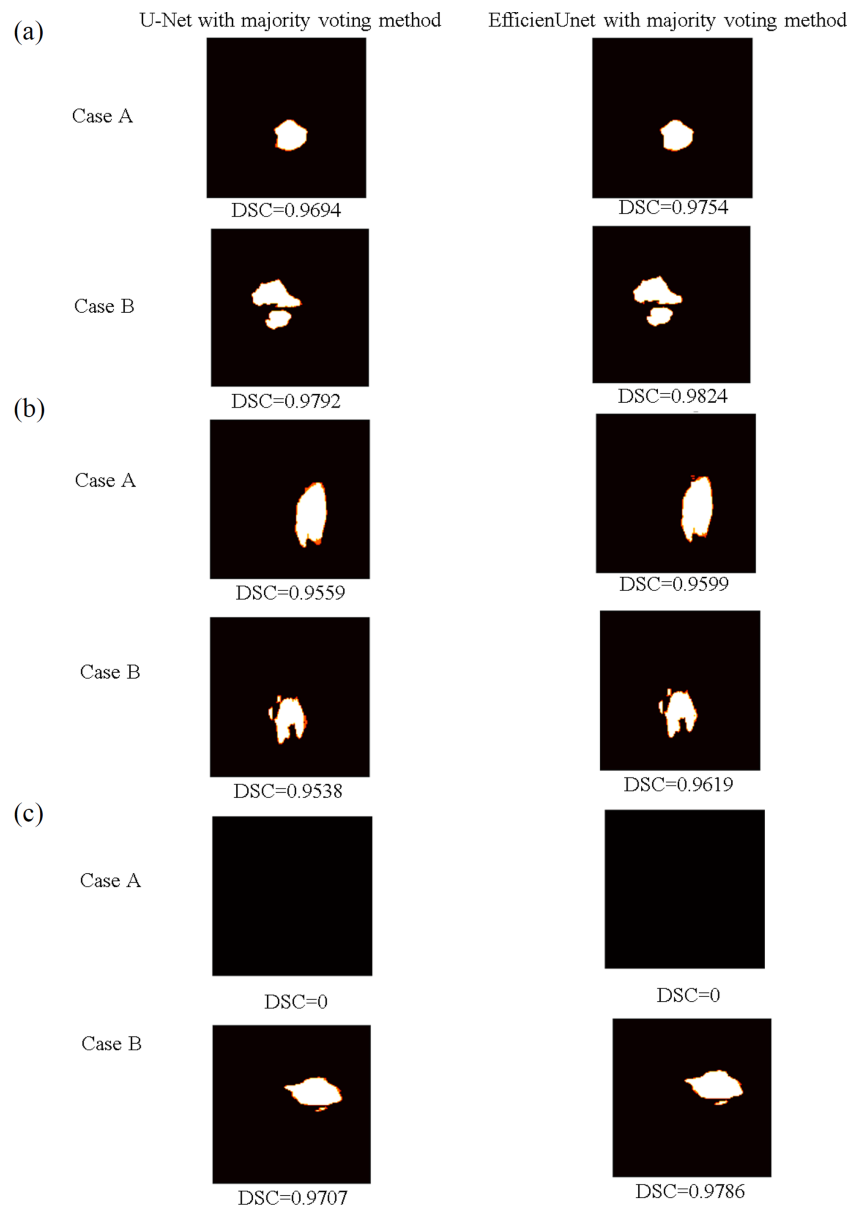 (a)
U-Net with majority voting method
EfficienUnet with majority voting method
Case A
DSC=0.9694
DSC=0.9754
Case B
DSC=0.9792
DSC=0.9824
(b)
Case A
DSC=0.9559
DSC=0.9599
Case B
DSC=0.9538
DSC=0.9619
(c)
Case A
DSC=0
DSC=0
Case B
DSC=0.9707
DSC=0.9786